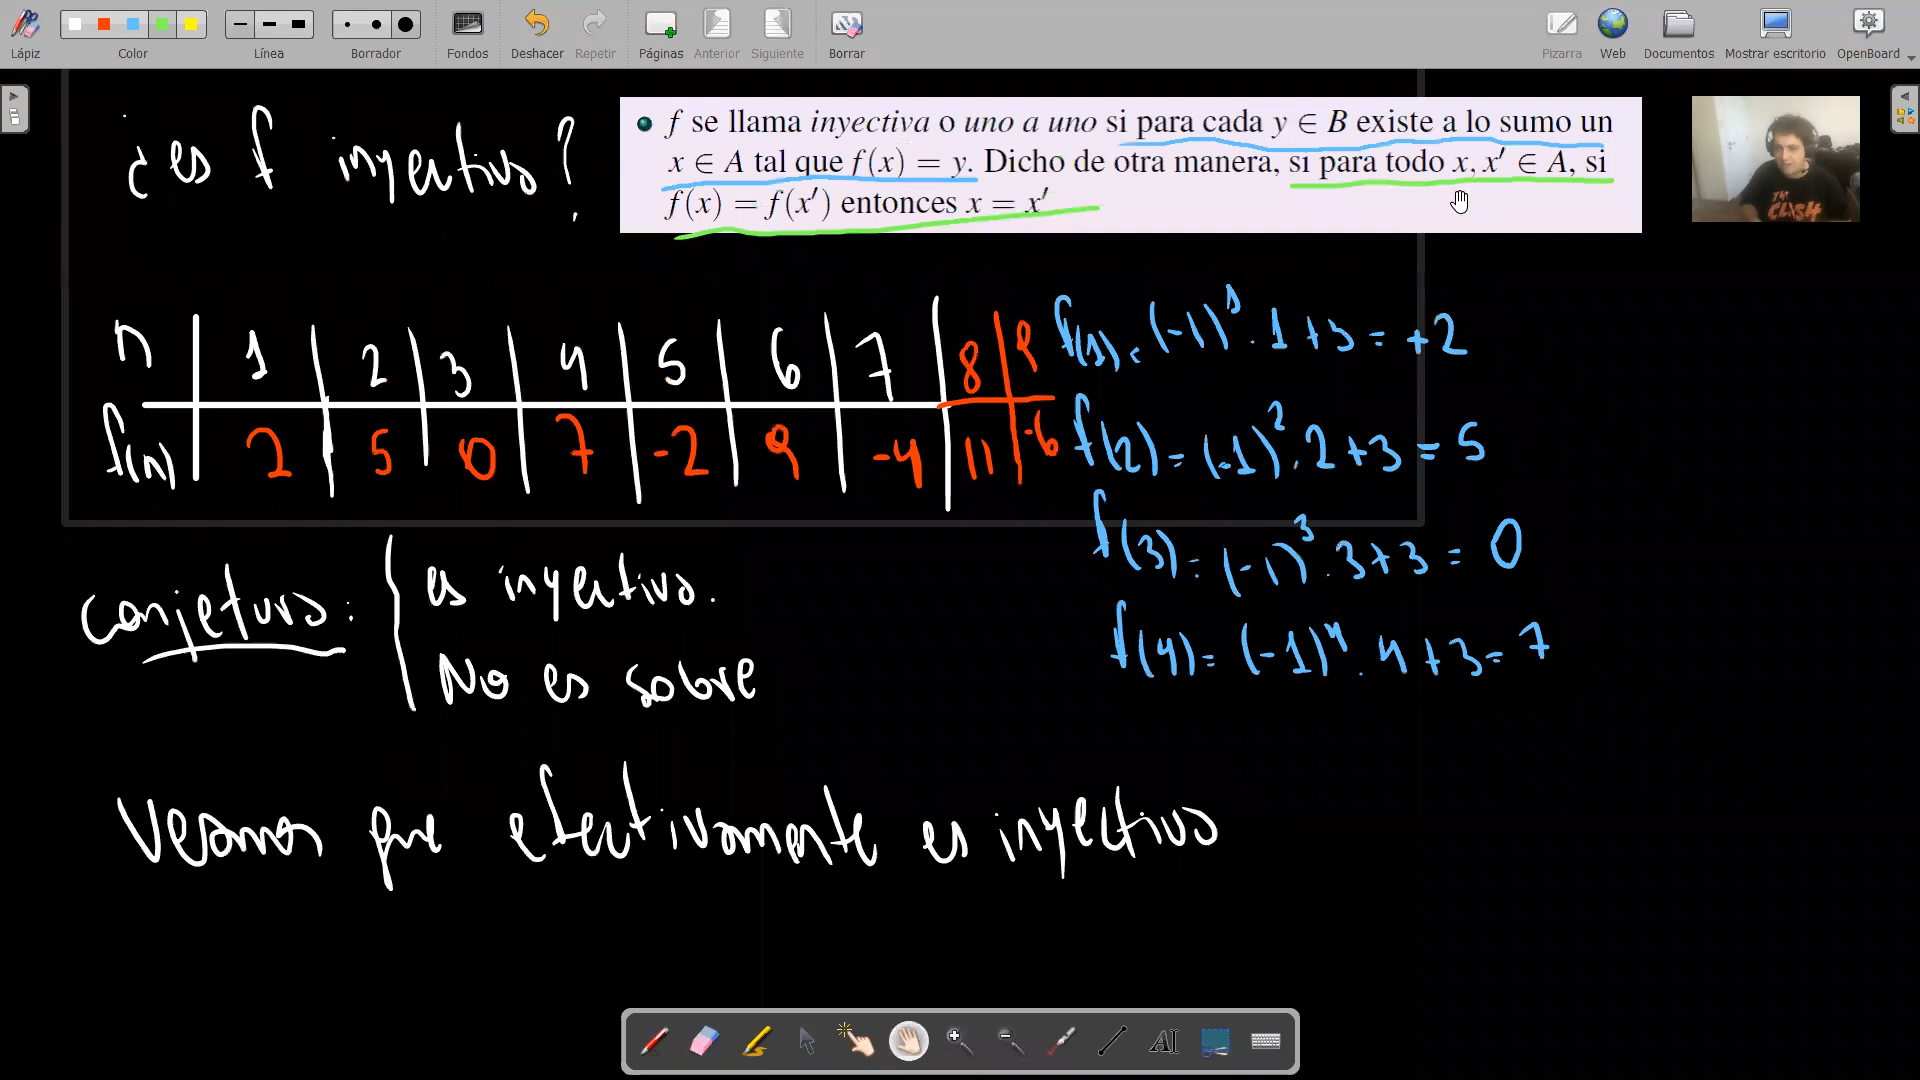 Lápiz Color Línea Borrador Fondos Deshacer Repetir Páginas Anterior Siguiente Borrar Pizarra Web Documentos Mostrar escritorio OpenBoard
¿es f inyectiva?
f se llama inyectiva o uno a uno si para cada y ∈ B existe a lo sumo un
x ∈ A tal que f(x) = y. Dicho de otra manera, si para todo x, x′ ∈ A, si
f(x) = f(x′) entonces x = x′
THE CLASH
n 1 2 3 4 5 6 7 8 9
f(n) 2 5 0 7 -2 9 -4 11 -6
f(1) = (-1)^1 · 1 + 3 = +2
f(2) = (-1)^2 · 2 + 3 = 5
f(3) = (-1)^3 · 3 + 3 = 0
f(4) = (-1)^4 · 4 + 3 = 7
Conjetura: { es inyectiva.
No es sobre
Veamos que efectivamente es inyectiva
AI